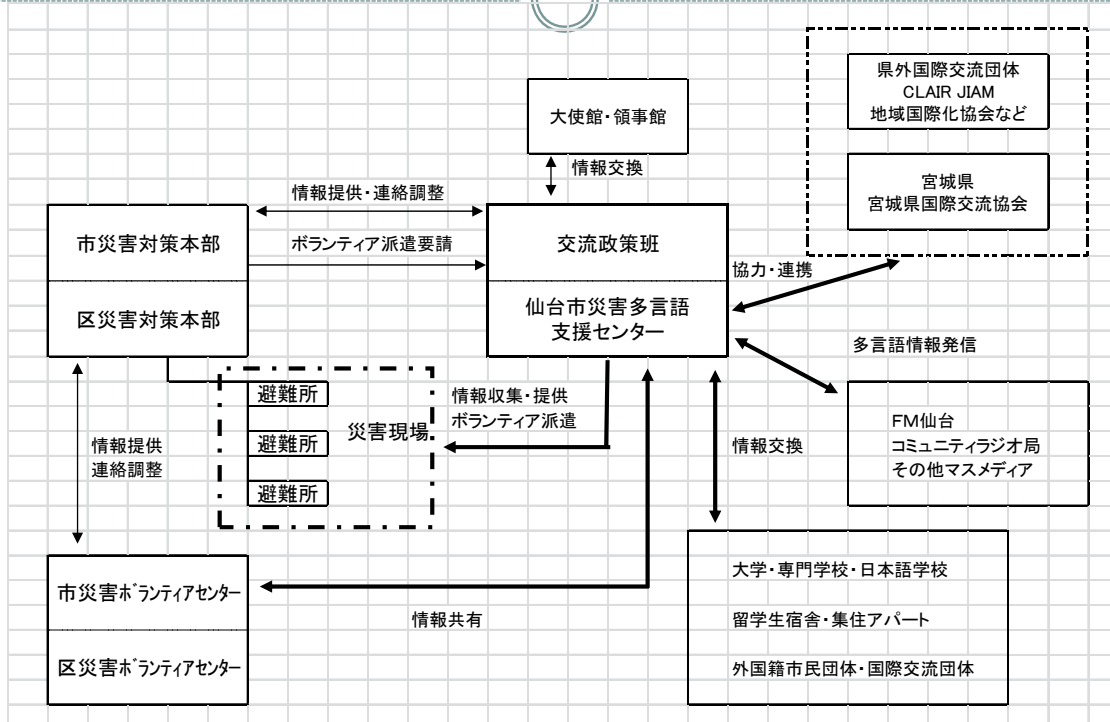 県外国際交流団体
CLAIR JIAM
地域国際化協会など
大使館・領事館
宮城県
宮城県国際交流協会
情報交換
情報提供・連絡調整
市災害対策本部
ボランティア派遣要請
交流政策班
協力・連携
区災害対策本部
仙台市災害多言語
支援センター
多言語情報発信
避難所
避難所
避難所
災害現場
情報収集・提供
ボランティア派遣
情報提供
連絡調整
情報交換
FM仙台
コミュニティラジオ局
その他マスメディア
市災害ボランティアセンター
区災害ボランティアセンター
情報共有
大学・専門学校・日本語学校
留学生宿舎・集住アパート
外国籍市民団体・国際交流団体